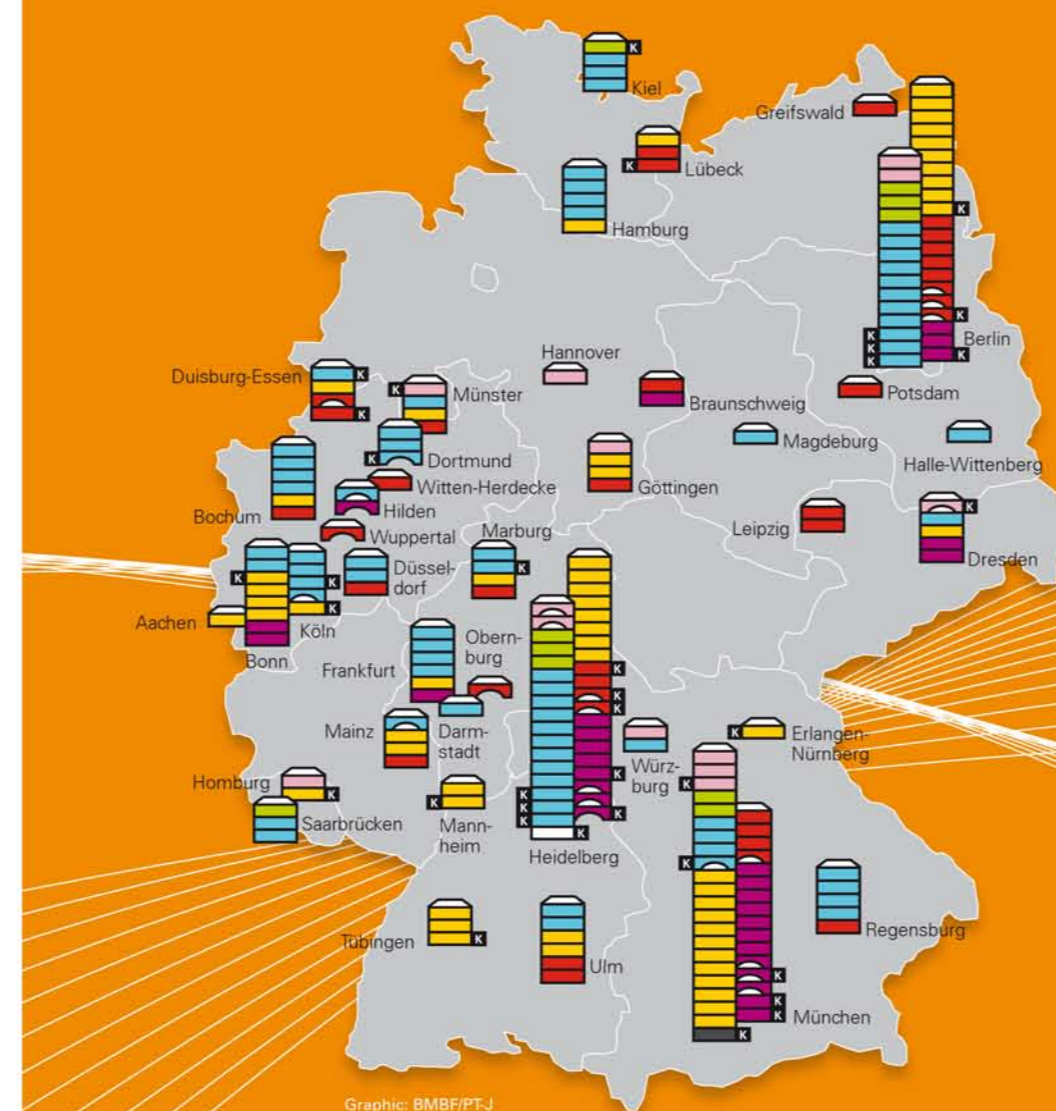 K
Kiel
Greifswald
K
Lübeck
Hamburg
K
K
K
Berlin
K
K
K
Hannover
Duisburg-Essen
K
K
Münster
K
Braunschweig
Potsdam
Dortmund
K
Magdeburg
Halle-Wittenberg
Witten-Herdecke
Göttingen
Hilden
Bochum
Wuppertal
Marburg
Leipzig
K
Dresden
K
K
K
Düssel-
dorf
K
Aachen
Köln
Bonn
Obern-
burg
Frankfurt
K
K
K
Mainz
Darm-
stadt
Würz-
burg
K
Erlangen-
Nürnberg
Homburg
K
Saarbrücken
K
Mann-
heim
K
K
K
K
K
K
Heidelberg
K
K
Tübingen
K
Ulm
Regensburg
K
K
K
München
K
Graphic: BMBF/PT-J